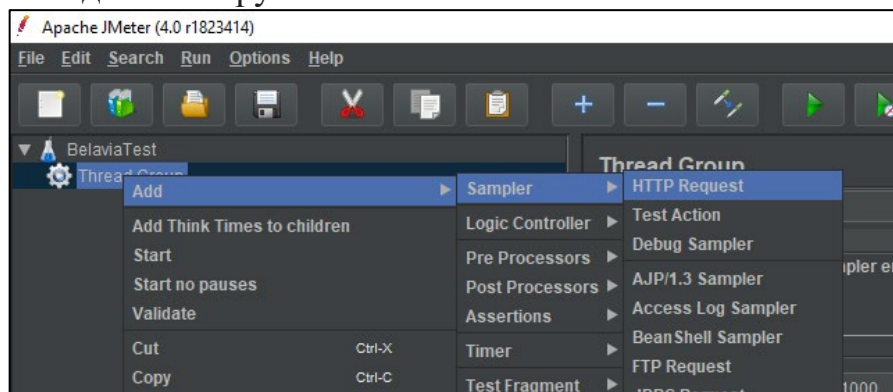 Apache JMeter (4.0 r1823414)
File Edit Search Run Options Help
BelaviaTest
Thread Group
Thread Group
Add
Add Think Times to children
Start
Start no pauses
Validate
Cut Ctrl-X
Copy Ctrl-C
Sampler
Logic Controller
Pre Processors
Post Processors
Assertions
Timer
Test Fragment
HTTP Request
Test Action
Debug Sampler
AJP/1.3 Sampler
Access Log Sampler
BeanShell Sampler
FTP Request
1000